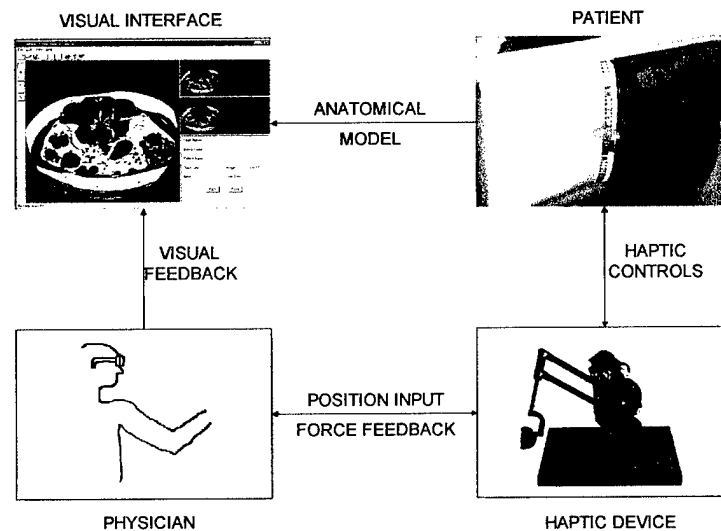 VISUAL INTERFACE
PATIENT
ANATOMICAL
MODEL
VISUAL
FEEDBACK
HAPTIC
CONTROLS
POSITION INPUT
FORCE FEEDBACK
PHYSICIAN
HAPTIC DEVICE